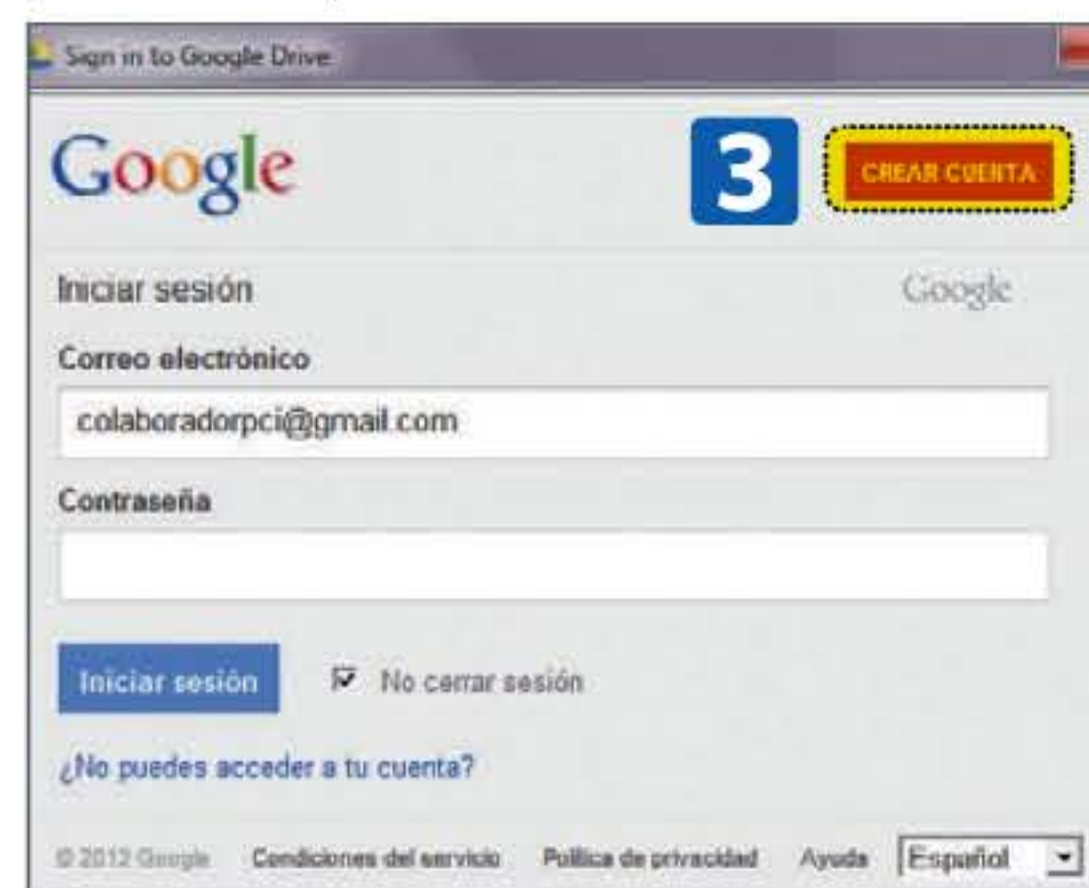 Sign in to Google Drive
Google
3
CREAR CUENTA
Iniciar sesión
Google
Correo electrónico
colaboradorpci@gmail.com
Contraseña
Iniciar sesión
No cerrar sesión
¿No puedes acceder a tu cuenta?
© 2012 Google Condiciones del servicio Política de privacidad Ayuda Español